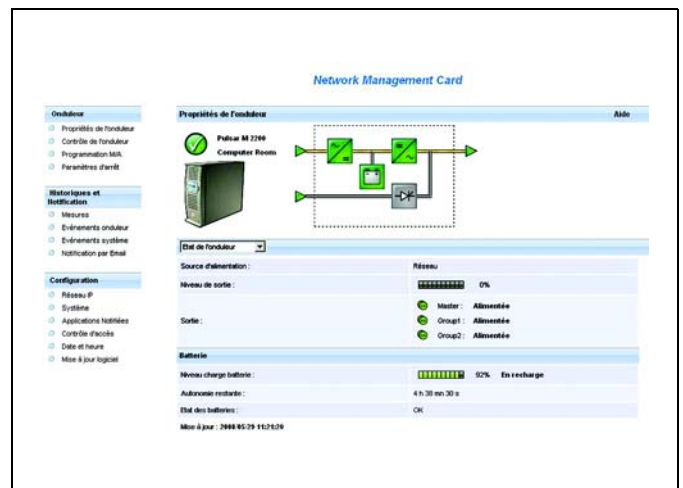 Network Management Card
Onduleur
Propriétés de l'onduleur
Contrôle de l'onduleur
Programmation M/A
Paramètres d'arrêt
Historiques et
Notification
Mesures
Evénements onduleur
Evénements système
Notification par Email
Configuration
Réseau IP
Système
Applications Notifiées
Contrôle d'accès
Date et heure
Mise à jour logiciel
Propriétés de l'onduleur Aide
Pulsar M 2200
Computer Room
Etat de l'onduleur
Source d'alimentation : Réseau
Niveau de sortie : 0%
Sortie :
Master : Alimentée
Group1 : Alimentée
Group2 : Alimentée
Batterie
Niveau charge batterie : 92% En recharge
Autonomie restante : 4 h 38 mn 30 s
Etat des batteries : OK
Mise à jour : 2008/05/29 11:21:20